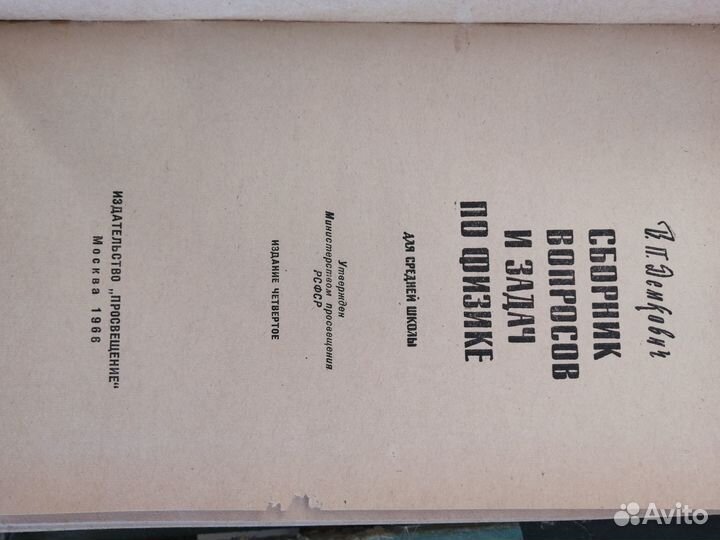 В. П. Демкович
СБОРНИК
ВОПРОСОВ
И ЗАДАЧ
ПО ФИЗИКЕ
ДЛЯ СРЕДНЕЙ ШКОЛЫ
Утвержден
Министерством просвещения
РСФСР
ИЗДАНИЕ ЧЕТВЕРТОЕ
ИЗДАТЕЛЬСТВО „ПРОСВЕЩЕНИЕ“
Москва 1966
Avito